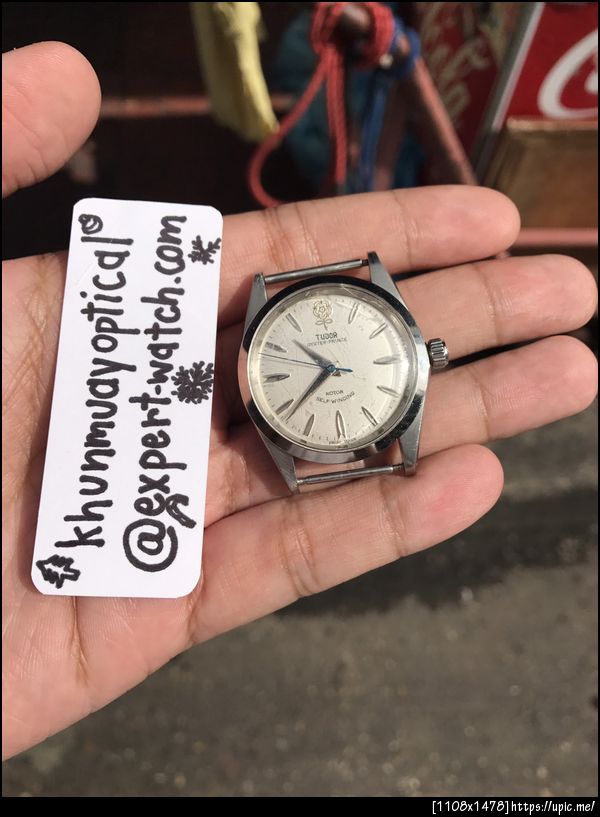 khunmuayoptical
@expert-watch.com
TUDOR
OYSTER-PRINCE
ROTOR
SELF-WINDING
[1108x1478]https://upic.me/